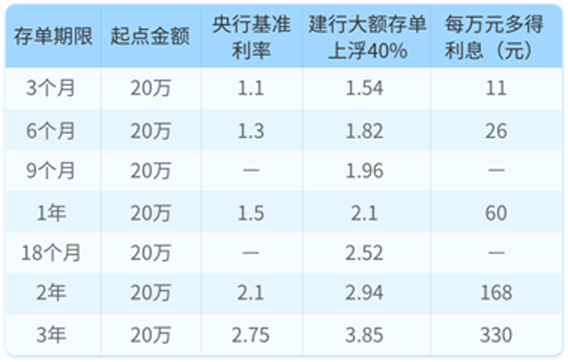 存单期限 起点金额 央行基准利率 建行大额存单上浮40% 每万元多得利息（元）
3个月 20万 1.1 1.54 11
6个月 20万 1.3 1.82 26
9个月 20万 — 1.96 —
1年 20万 1.5 2.1 60
18个月 20万 — 2.52 —
2年 20万 2.1 2.94 168
3年 20万 2.75 3.85 330